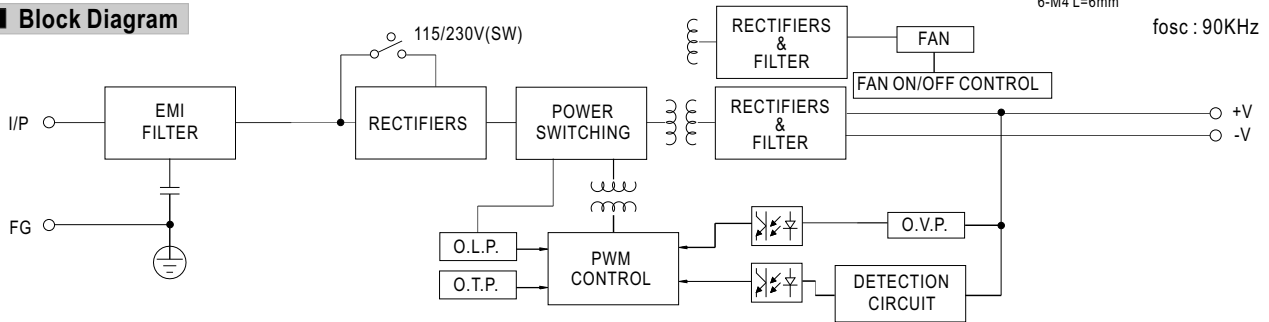 6-M4 L=6mm
Block Diagram
fosc : 90KHz
115/230V(SW)
RECTIFIERS
&
FILTER
FAN
FAN ON/OFF CONTROL
I/P
EMI
FILTER
RECTIFIERS
POWER
SWITCHING
RECTIFIERS
&
FILTER
+V
-V
FG
O.L.P.
O.T.P.
PWM
CONTROL
O.V.P.
DETECTION
CIRCUIT